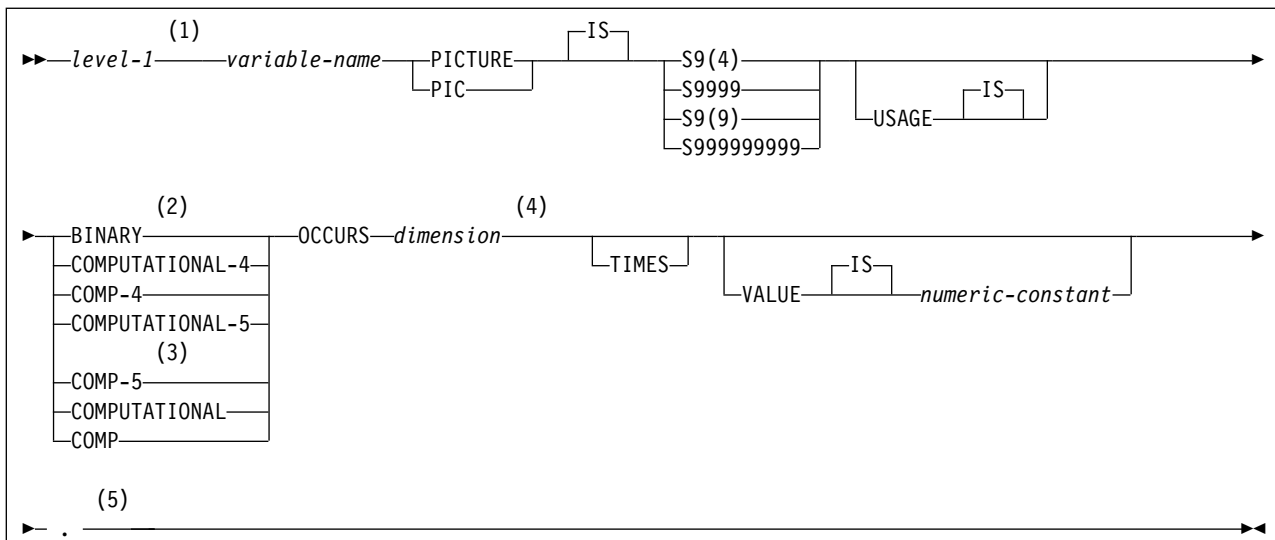 (1) IS
level-1 variable-name PICTURE S9(4)
PIC S9999 IS
S9(9) USAGE
S999999999
(2) (4)
BINARY OCCURS dimension
COMPUTATIONAL-4 TIMES IS
COMP-4 VALUE numeric-constant
COMPUTATIONAL-5
(3)
COMP-5
COMPUTATIONAL
COMP
(5)
.